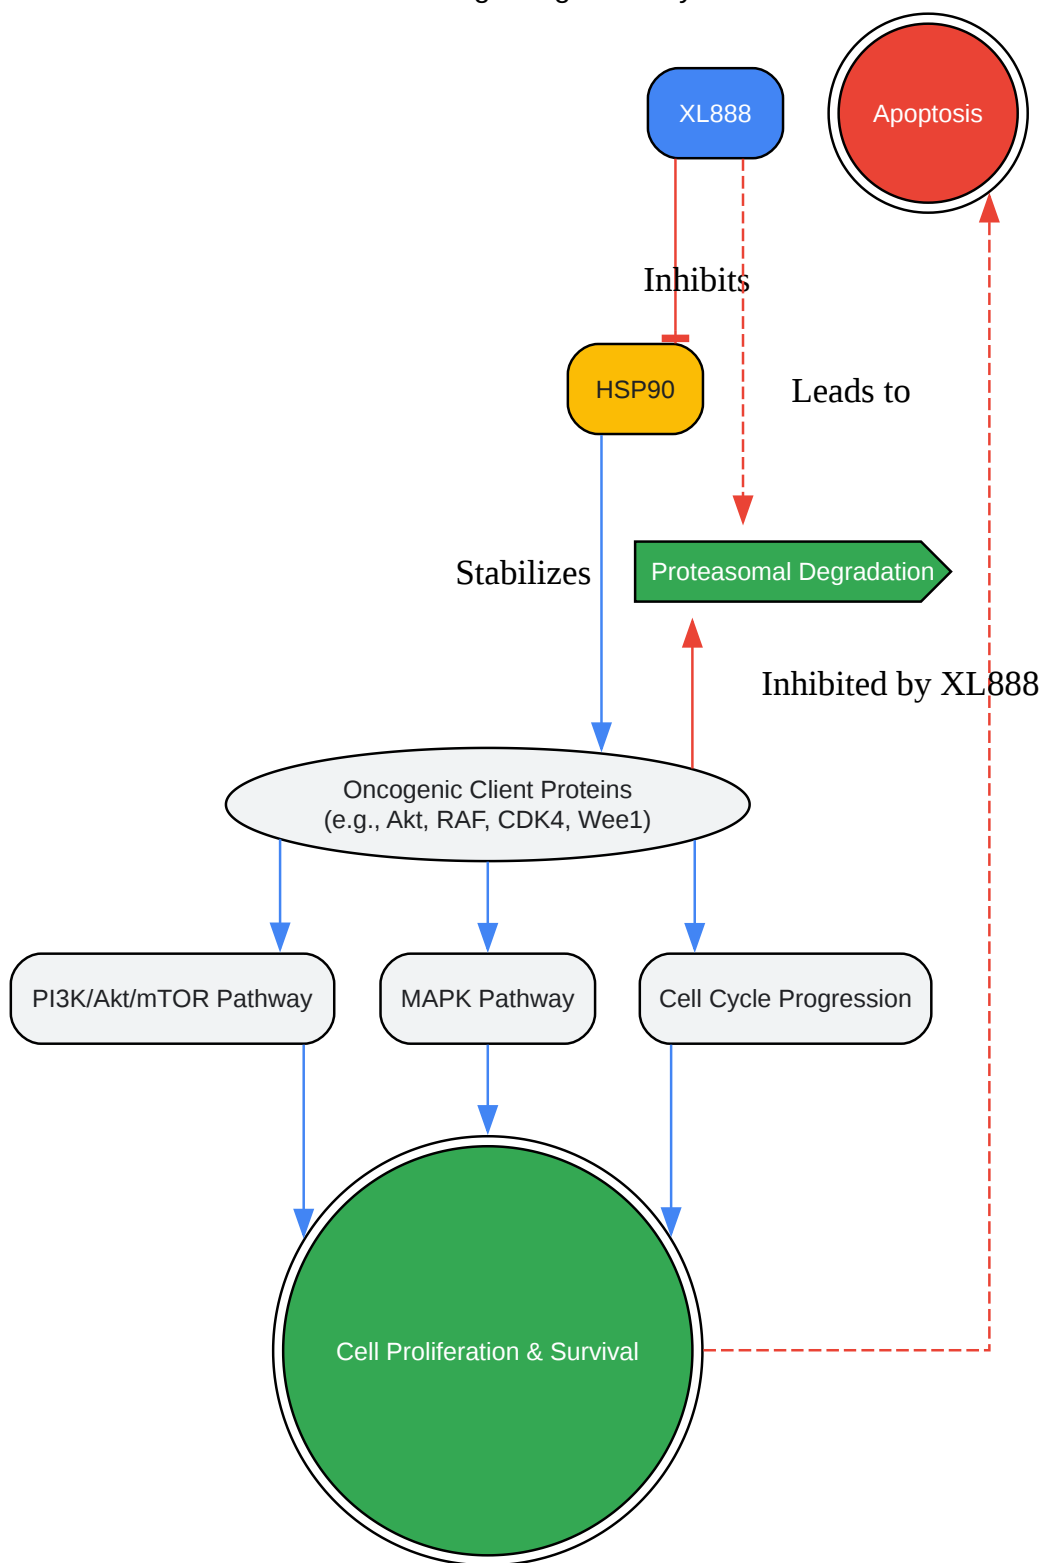 XL888
Apoptosis
Inhibits
HSP90
Leads to
Stabilizes
Proteasomal Degradation
Inhibited by XL888
Oncogenic Client Proteins
(e.g., Akt, RAF, CDK4, Wee1)
PI3K/Akt/mTOR Pathway
MAPK Pathway
Cell Cycle Progression
Cell Proliferation & Survival